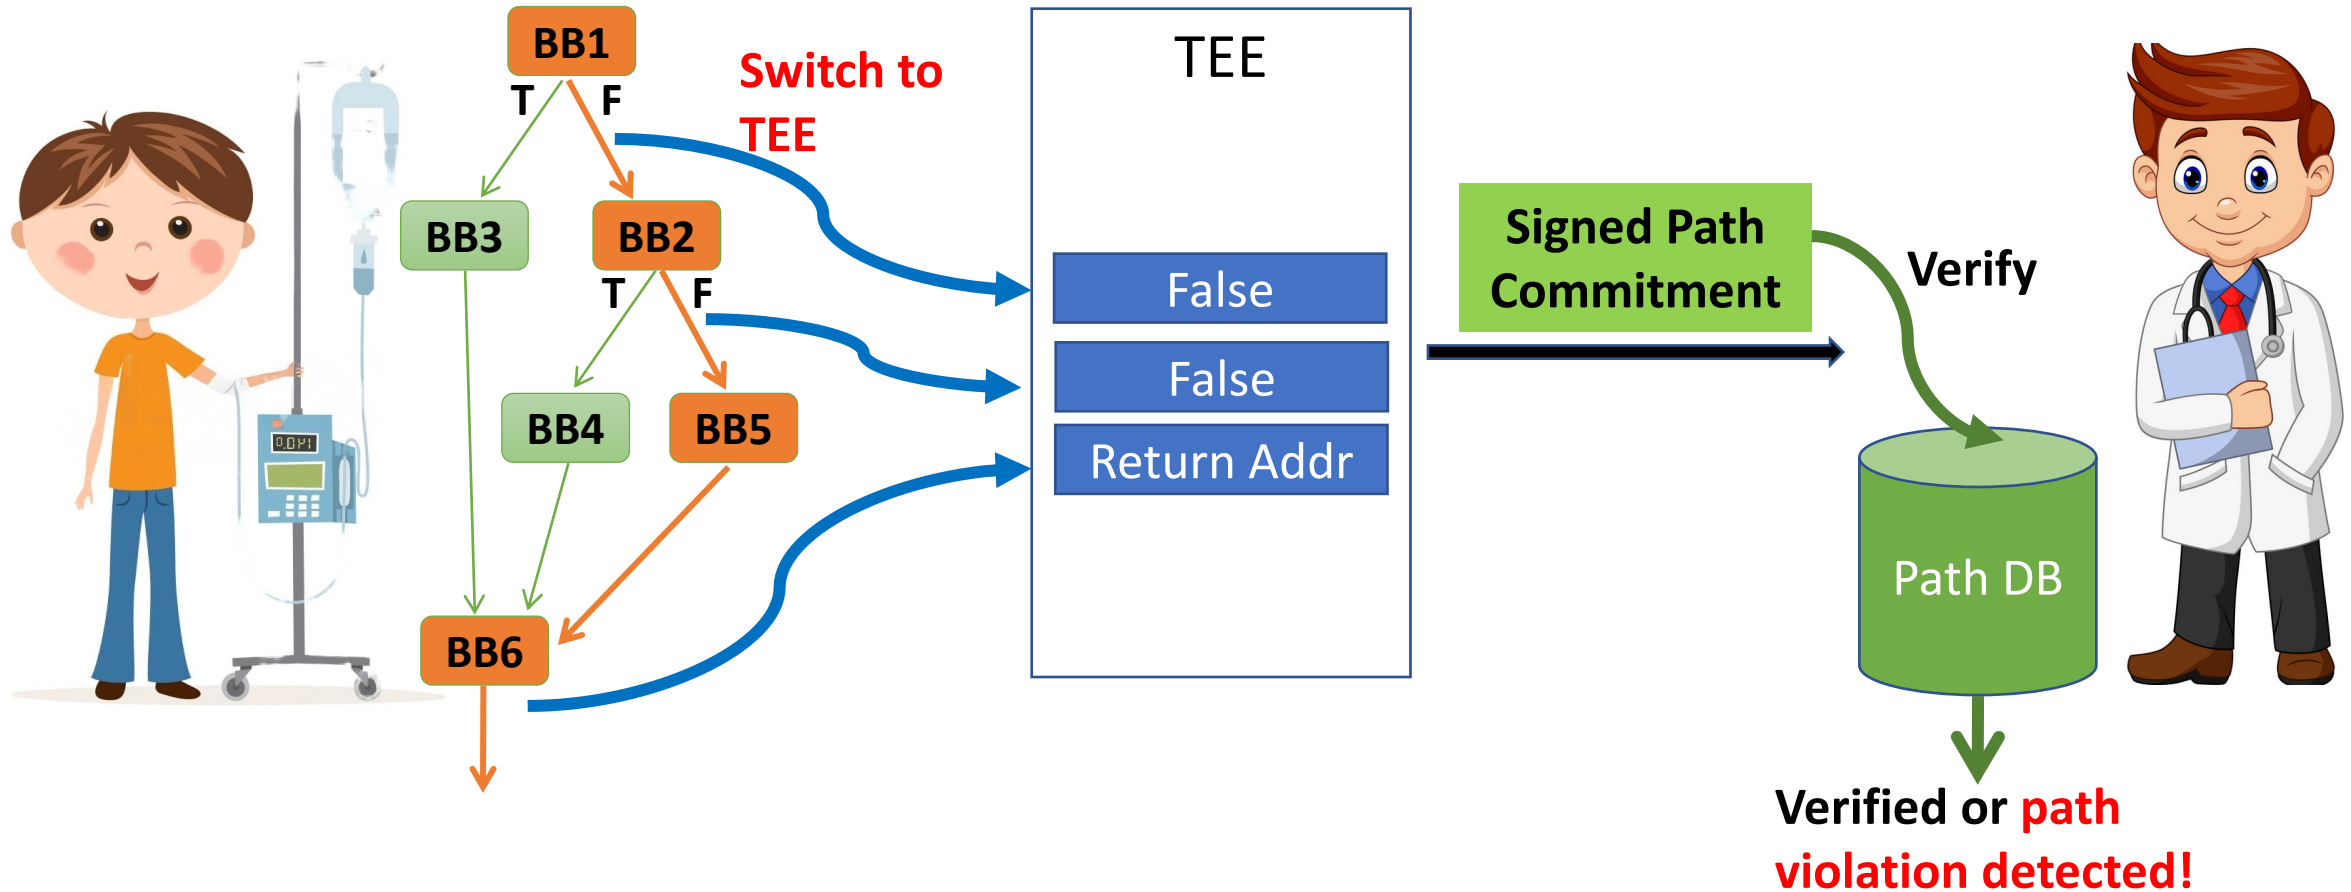 BB1
T F
Switch to
TEE
BB3
BB2
T F
BB4
BB5
BB6
TEE
False
False
Return Addr
Signed Path
Commitment
Verify
Path DB
Verified or path
violation detected!